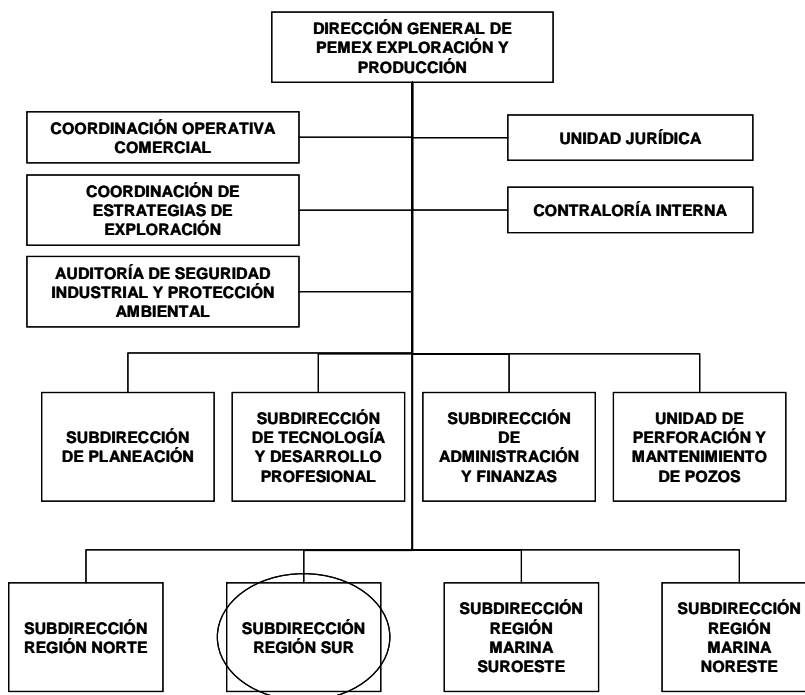 DIRECCIÓN GENERAL DE
PEMEX EXPLORACIÓN Y
PRODUCCIÓN
COORDINACIÓN OPERATIVA
COMERCIAL
UNIDAD JURÍDICA
COORDINACIÓN DE
ESTRATEGIAS DE
EXPLORACIÓN
CONTRALORÍA INTERNA
AUDITORÍA DE SEGURIDAD
INDUSTRIAL Y PROTECCIÓN
AMBIENTAL
SUBDIRECCIÓN
DE PLANEACIÓN
SUBDIRECCIÓN
DE TECNOLOGÍA
Y DESARROLLO
PROFESIONAL
SUBDIRECCIÓN
DE
ADMINISTRACIÓN
Y FINANZAS
UNIDAD DE
PERFORACIÓN Y
MANTENIMIENTO
DE POZOS
SUBDIRECCIÓN
REGIÓN NORTE
SUBDIRECCIÓN
REGIÓN SUR
SUBDIRECCIÓN
REGIÓN
MARINA
SUROESTE
SUBDIRECCIÓN
REGIÓN
MARINA
NORESTE